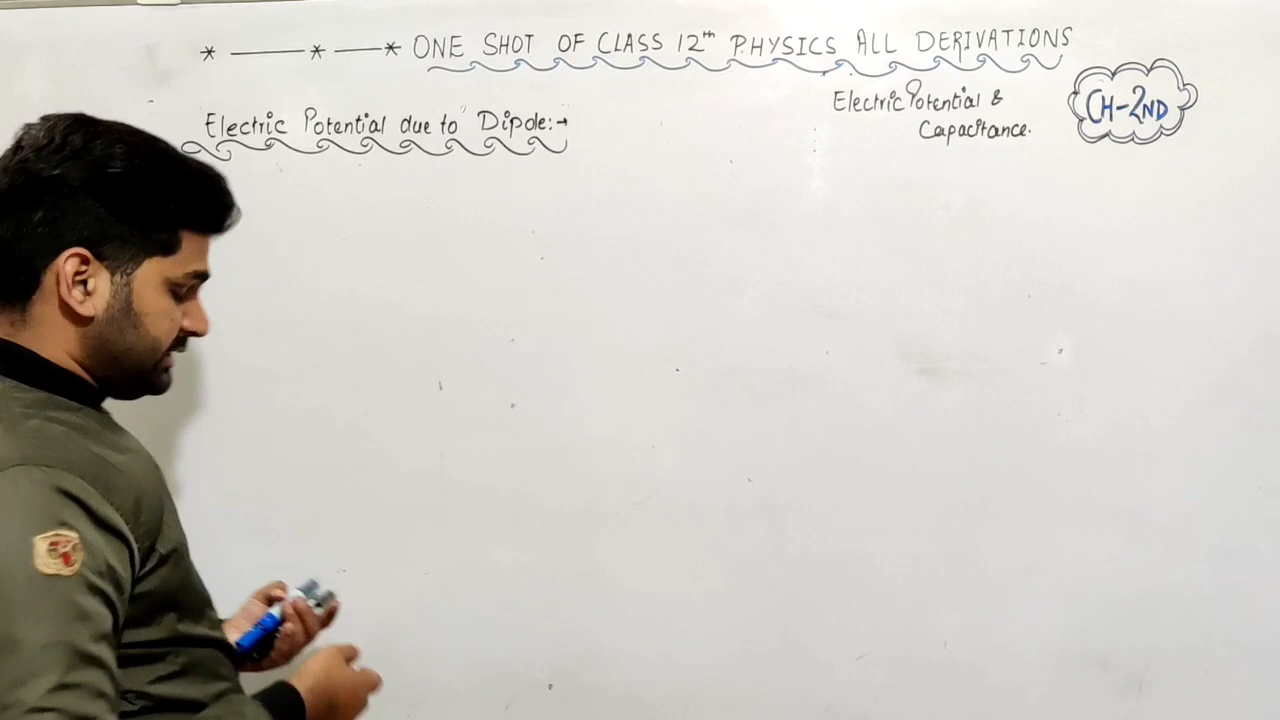 * ——— * —— * ONE SHOT OF CLASS 12th PHYSICS ALL DERIVATIONS
Electric Potential &
Capacitance.
CH-2ND
Electric Potential due to Dipole:→